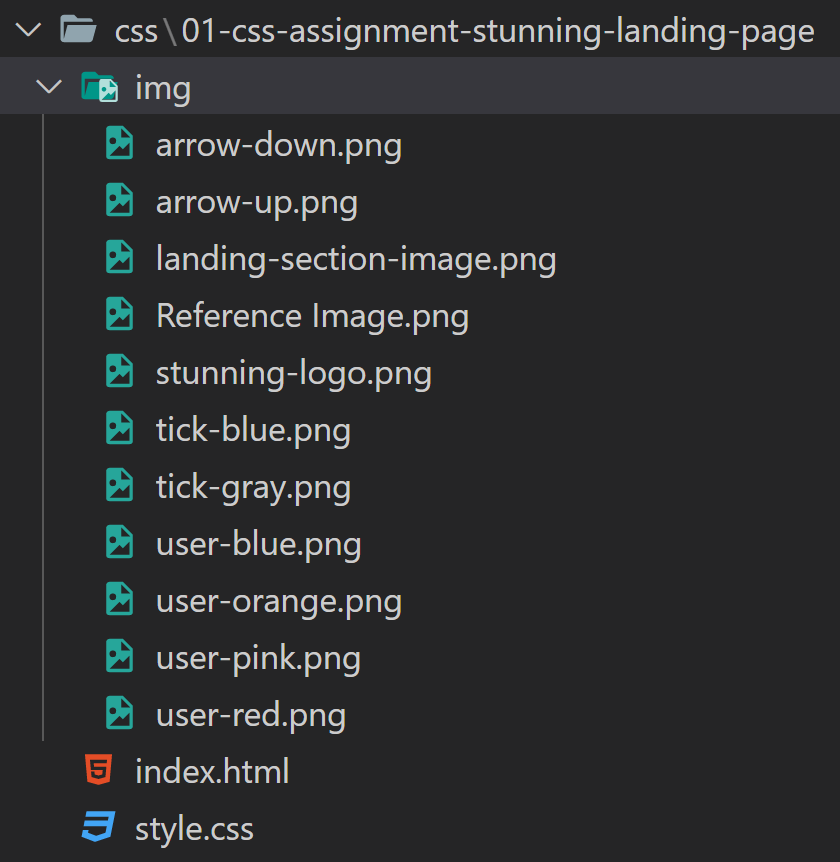 css\01-css-assignment-stunning-landing-page
img
arrow-down.png
arrow-up.png
landing-section-image.png
Reference Image.png
stunning-logo.png
tick-blue.png
tick-gray.png
user-blue.png
user-orange.png
user-pink.png
user-red.png
index.html
style.css